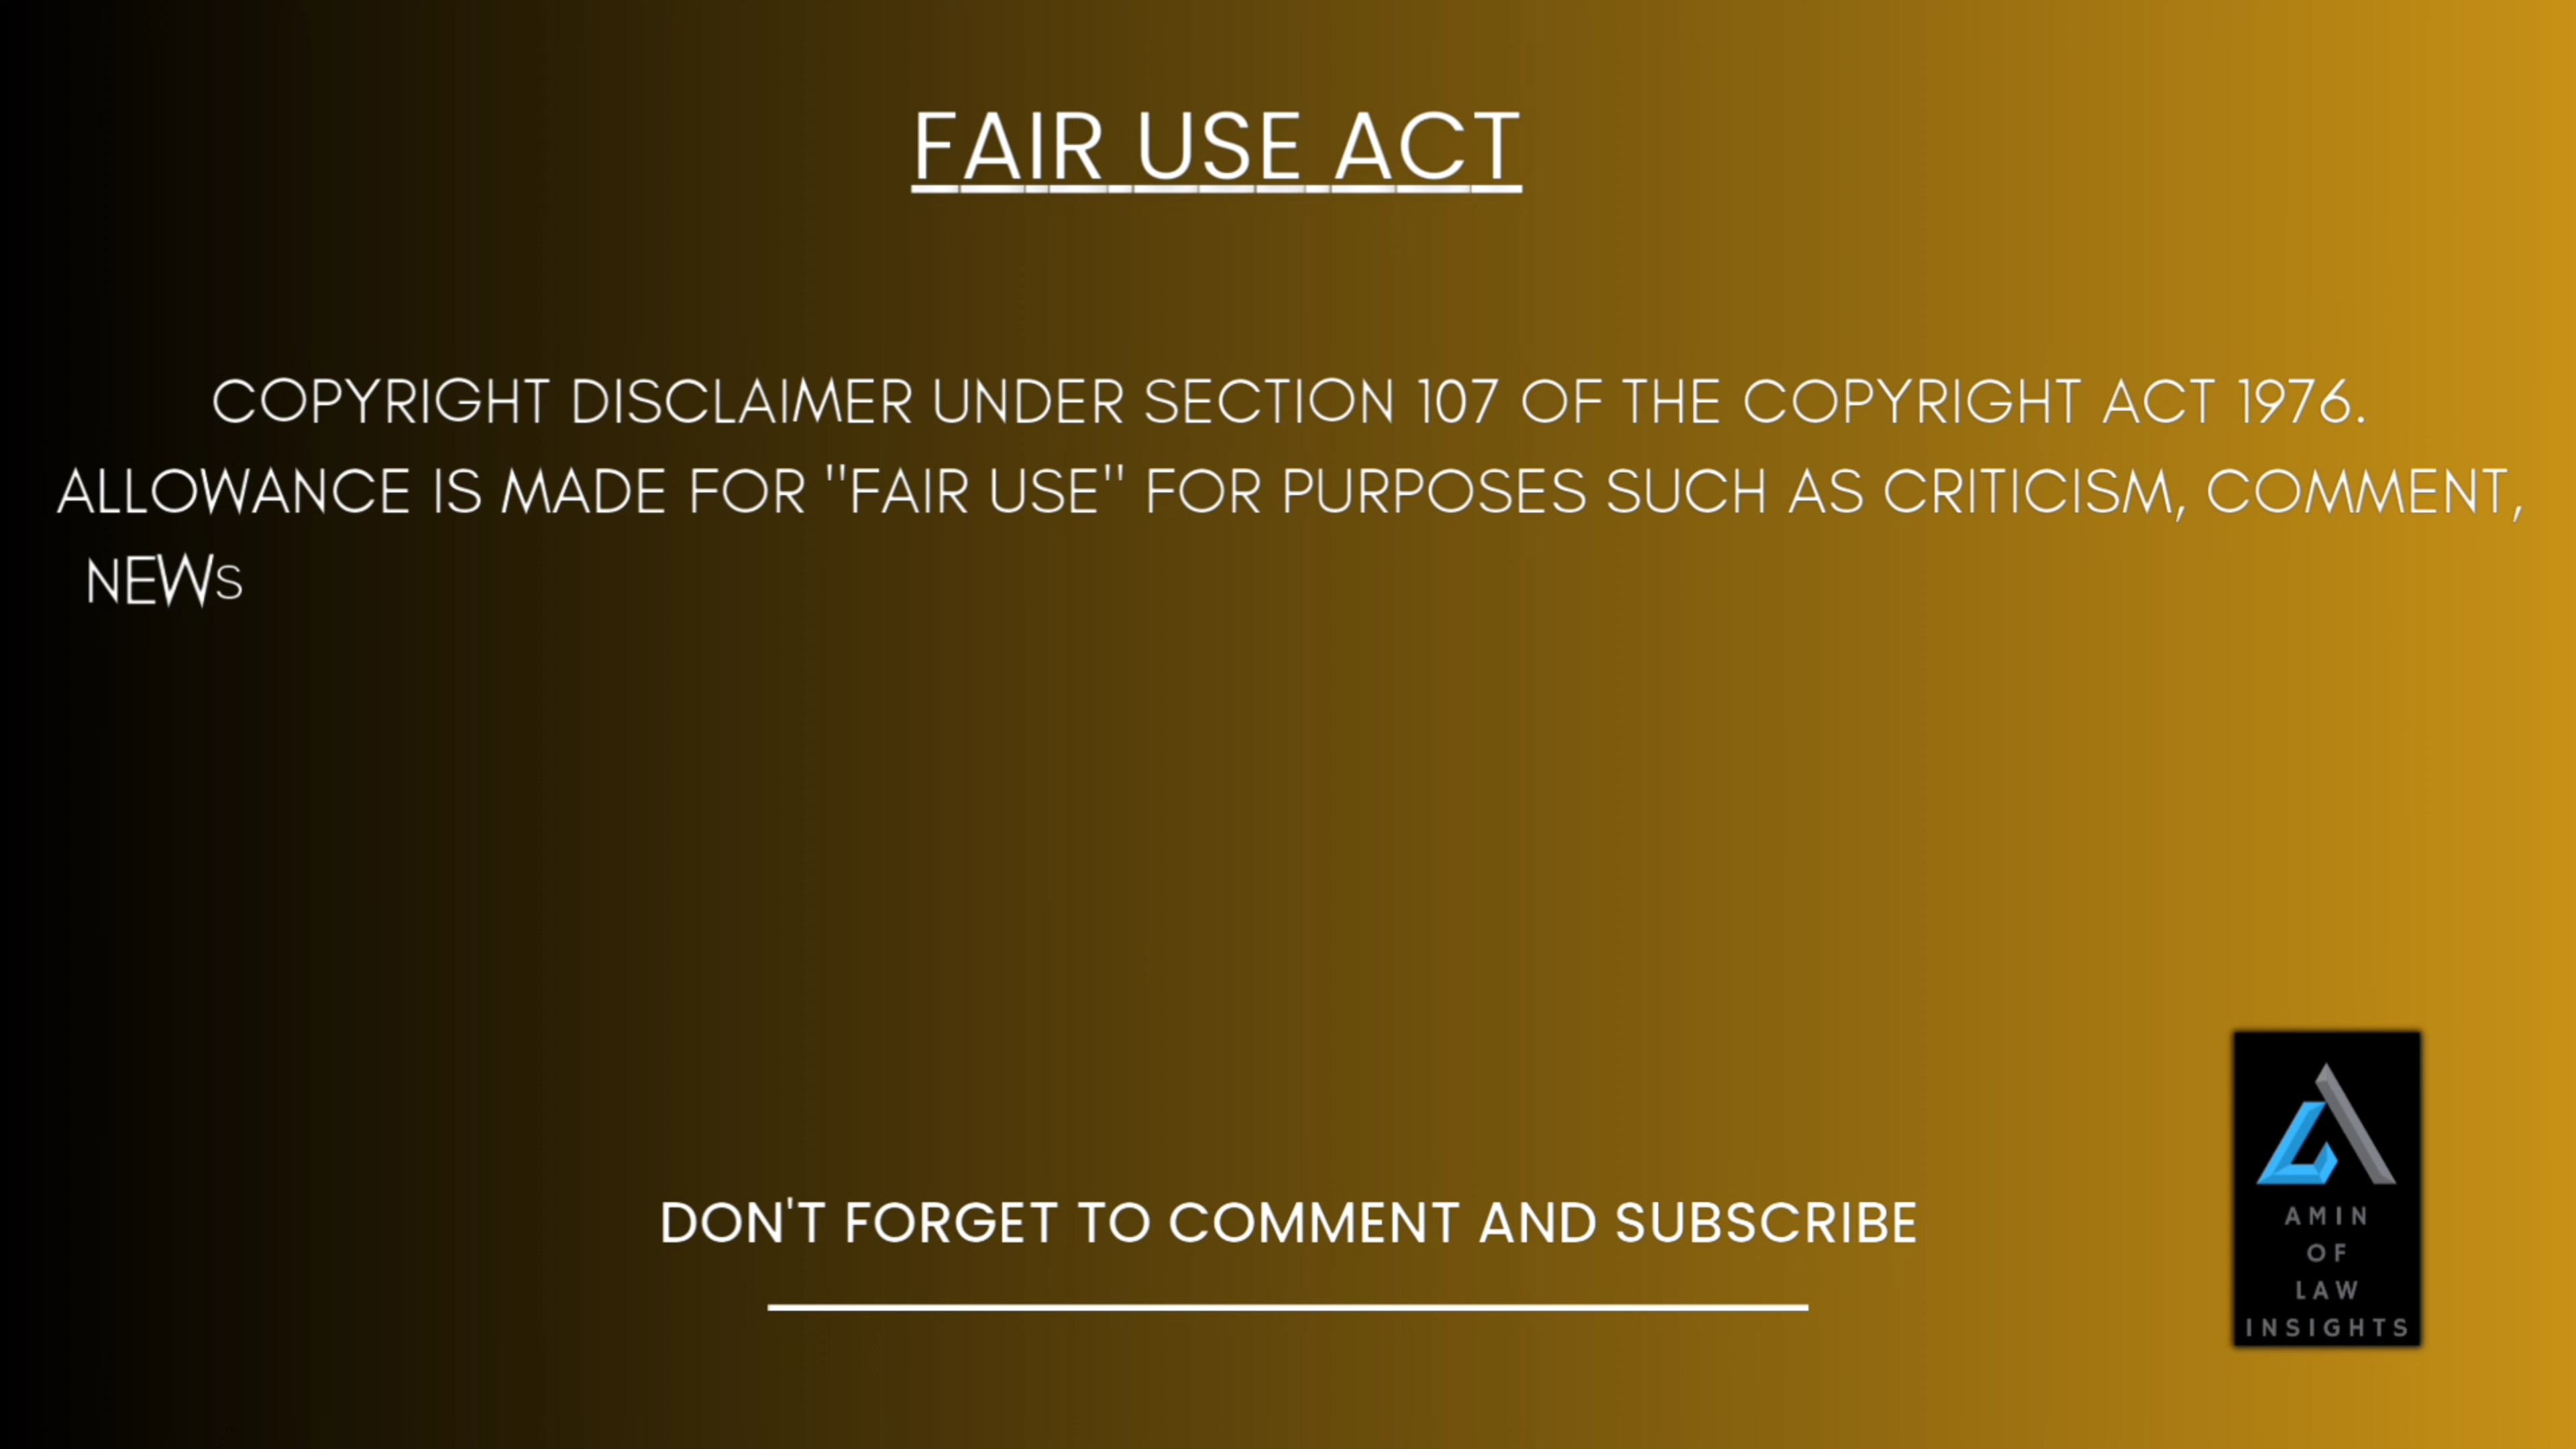 FAIR USE ACT
COPYRIGHT DISCLAIMER UNDER SECTION 107 OF THE COPYRIGHT ACT 1976.
ALLOWANCE IS MADE FOR "FAIR USE" FOR PURPOSES SUCH AS CRITICISM, COMMENT,
NEWS
DON'T FORGET TO COMMENT AND SUBSCRIBE
AMIN
OF
LAW
INSIGHTS